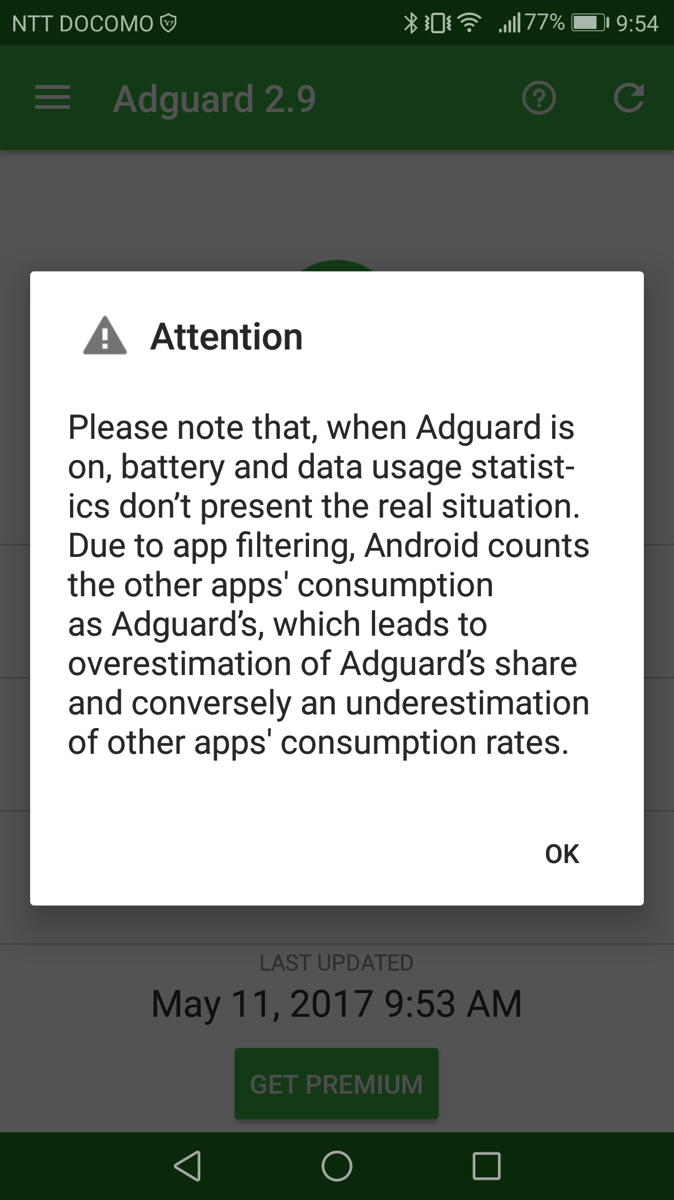 NTT DOCOMO 77% 9:54
Adguard 2.9
Attention
Please note that, when Adguard is
on, battery and data usage statist-
ics don’t present the real situation.
Due to app filtering, Android counts
the other apps' consumption
as Adguard’s, which leads to
overestimation of Adguard’s share
and conversely an underestimation
of other apps' consumption rates.
OK
LAST UPDATED
May 11, 2017 9:53 AM
GET PREMIUM